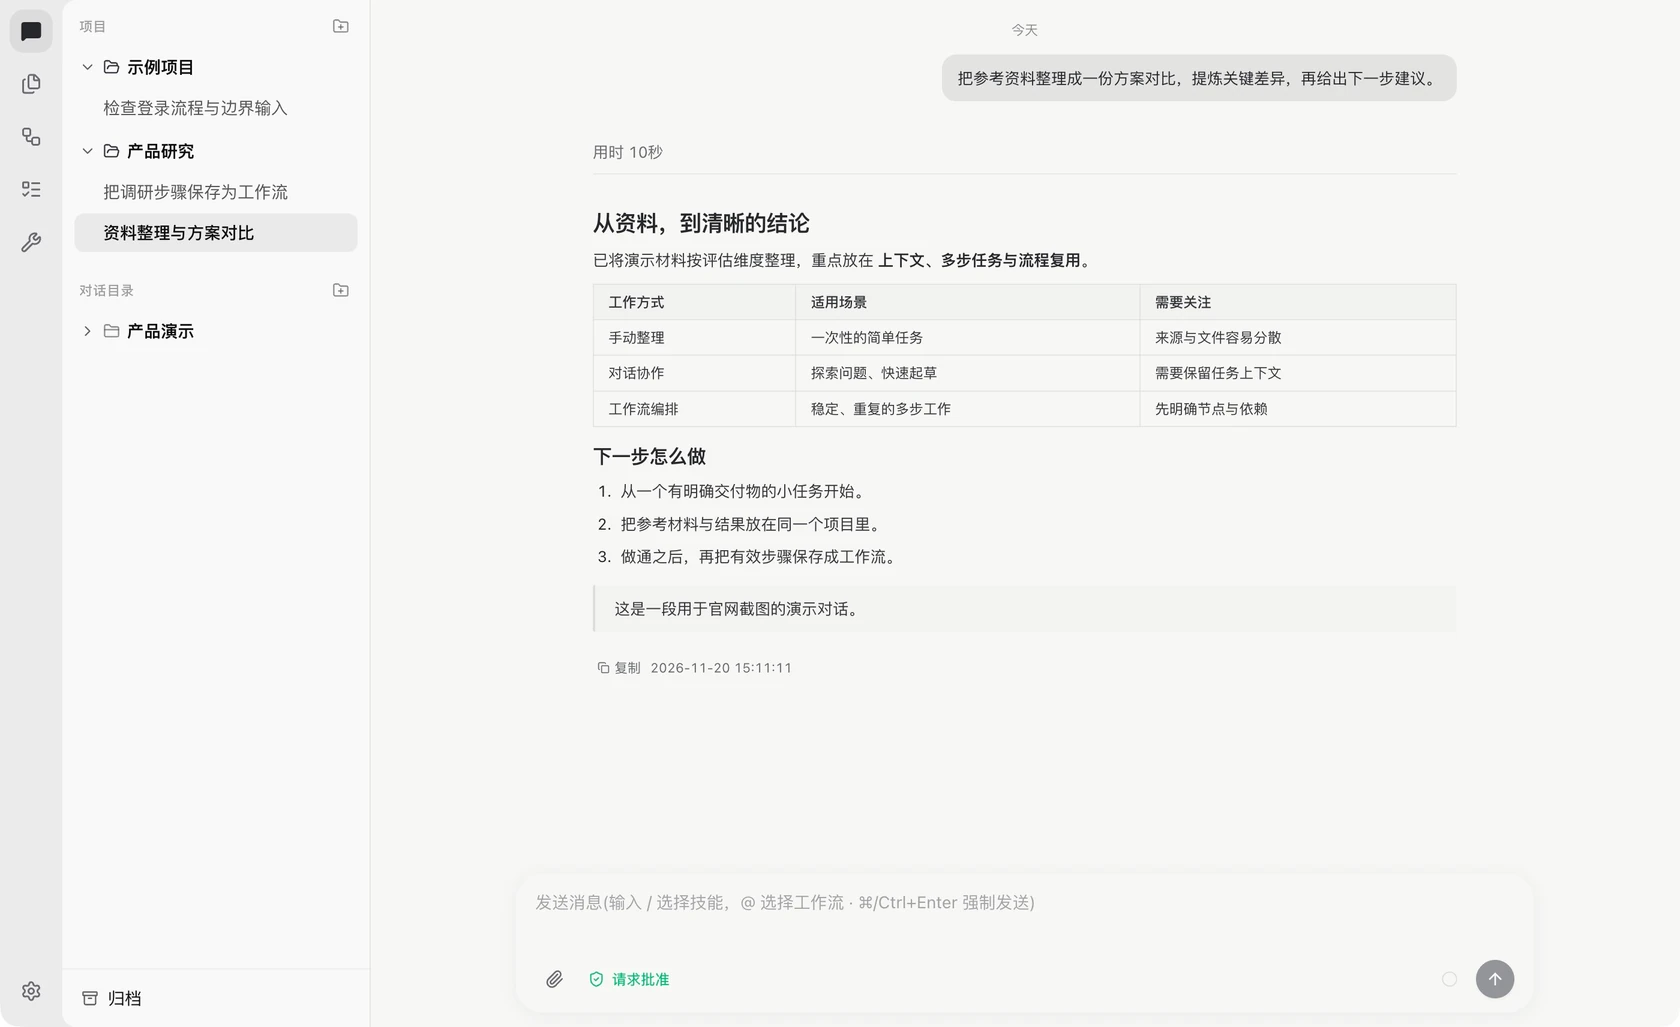 项目
示例项目
检查登录流程与边界输入
产品研究
把调研步骤保存为工作流
资料整理与方案对比
对话目录
产品演示
归档
今天
把参考资料整理成一份方案对比，提炼关键差异，再给出下一步建议。
用时 10秒
从资料，到清晰的结论
已将演示材料按评估维度整理，重点放在 上下文、多步任务与流程复用。
工作方式 适用场景 需要关注
手动整理 一次性的简单任务 来源与文件容易分散
对话协作 探索问题、快速起草 需要保留任务上下文
工作流编排 稳定、重复的多步工作 先明确节点与依赖
下一步怎么做
1. 从一个有明确交付物的小任务开始。
2. 把参考材料与结果放在同一个项目里。
3. 做通之后，再把有效步骤保存成工作流。
这是一段用于官网截图的演示对话。
复制 2026-11-20 15:11:11
发送消息(输入 / 选择技能，@ 选择工作流 · ⌘/Ctrl+Enter 强制发送)
请求批准